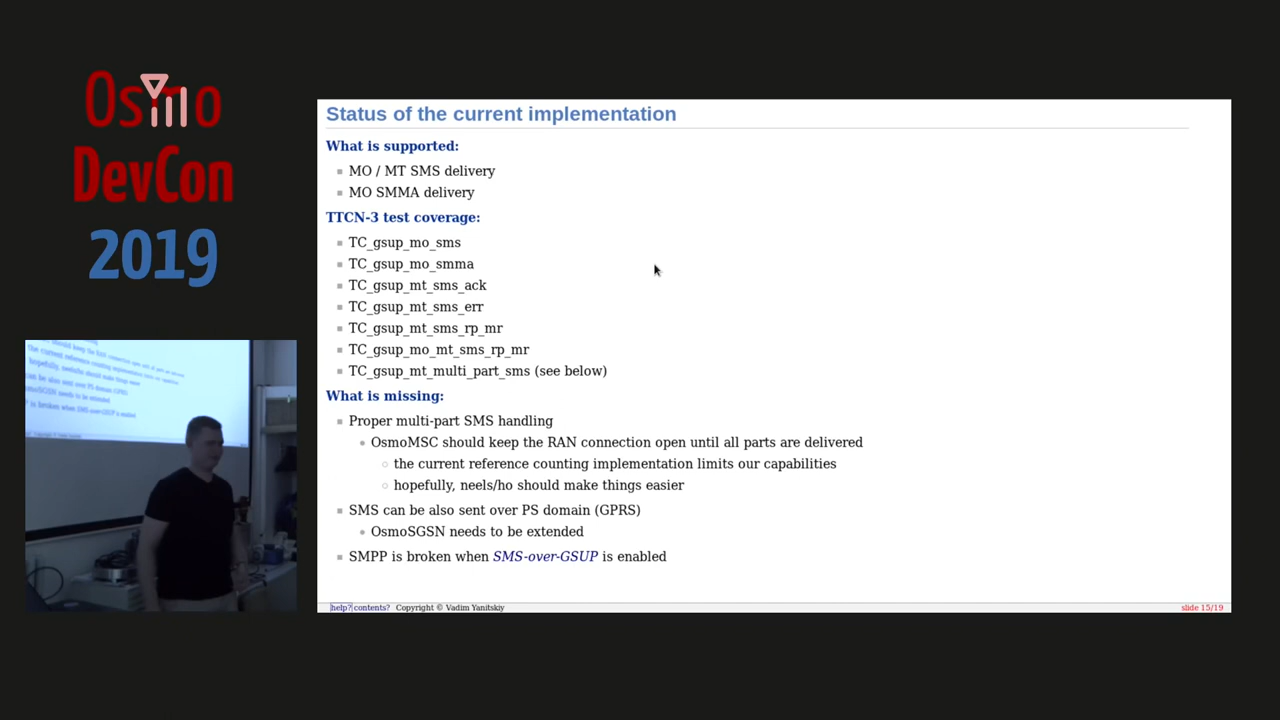 Osmo
DevCon
2019
Status of the current implementation
What is supported:
MO / MT SMS delivery
MO SMMA delivery
TTCN-3 test coverage:
TC_gsup_mo_sms
TC_gsup_mo_smma
TC_gsup_mt_sms_ack
TC_gsup_mt_sms_err
TC_gsup_mt_sms_rp_mr
TC_gsup_mo_mt_sms_rp_mr
TC_gsup_mt_multi_part_sms (see below)
What is missing:
Proper multi-part SMS handling
OsmoMSC should keep the RAN connection open until all parts are delivered
the current reference counting implementation limits our capabilities
hopefully, neels/ho should make things easier
SMS can be also sent over PS domain (GPRS)
OsmoSGSN needs to be extended
SMPP is broken when SMS-over-GSUP is enabled
help? contents? Copyright © Vadim Yanitskiy
slide 15/19